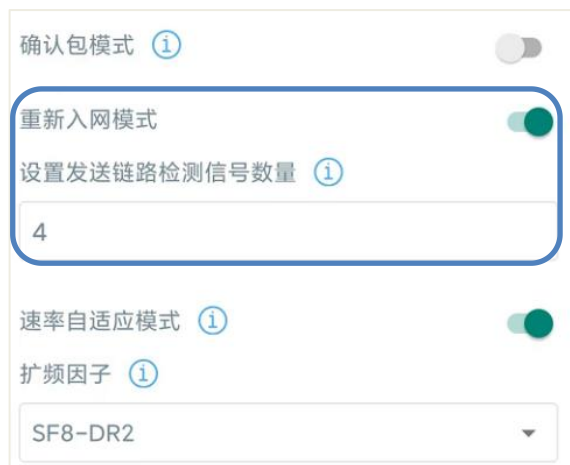 确认包模式 i
重新入网模式
设置发送链路检测信号数量 i
4
速率自适应模式 i
扩频因子 i
SF8-DR2